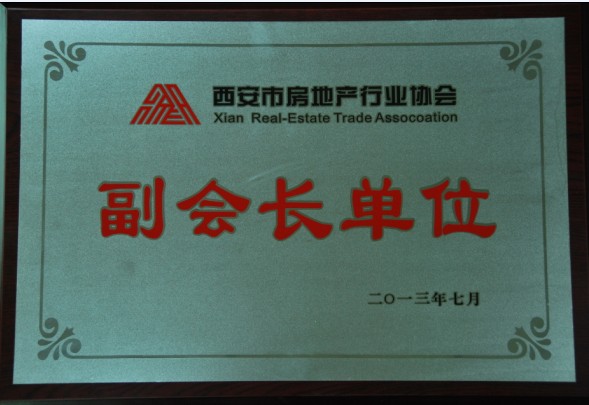 西安市房地产行业协会
Xian Real-Estate Trade Assocoation
副会长单位
二〇一三年七月